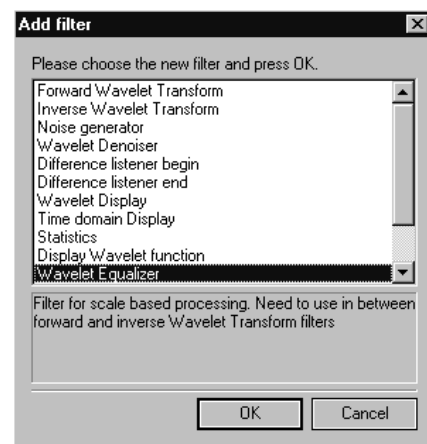 Add filter
Please choose the new filter and press OK.
Forward Wavelet Transform
Inverse Wavelet Transform
Noise generator
Wavelet Denoiser
Difference listener begin
Difference listener end
Wavelet Display
Time domain Display
Statistics
Display Wavelet function
Wavelet Equalizer
Filter for scale based processing. Need to use in between
forward and inverse Wavelet Transform filters
OK
Cancel